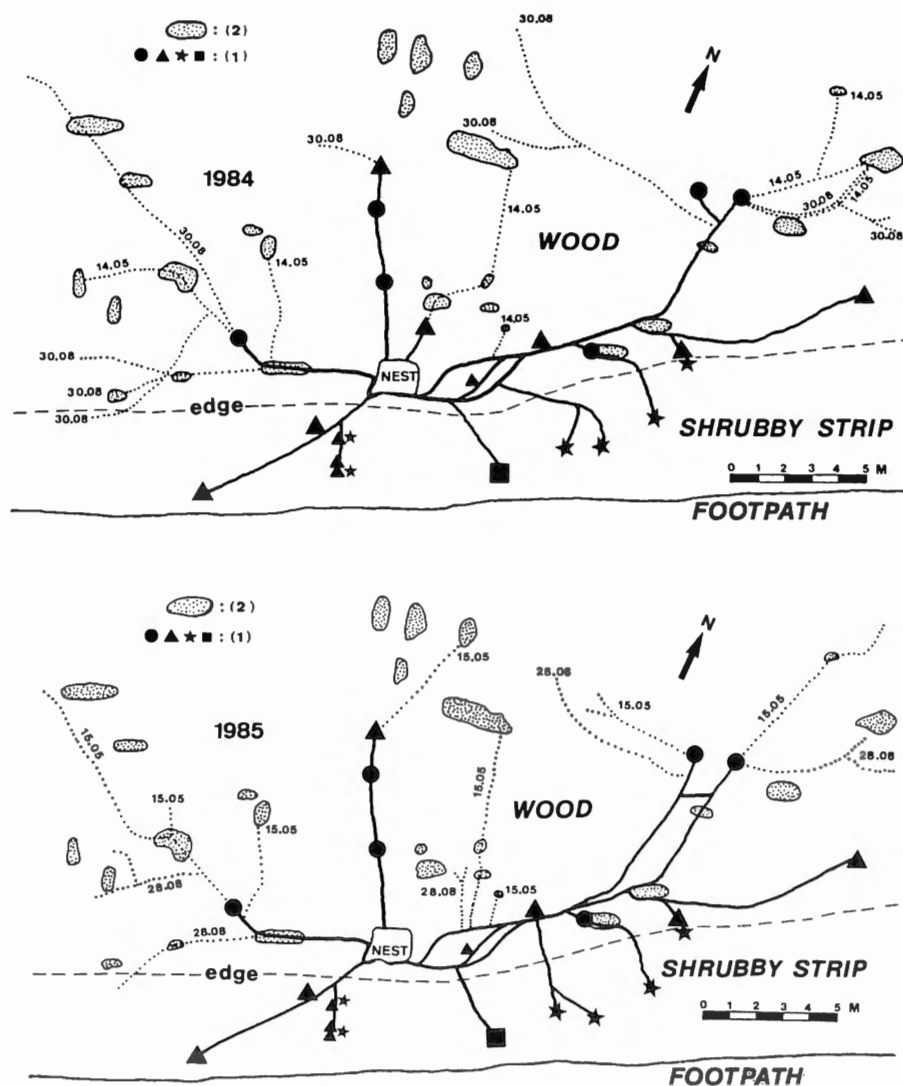 : (2)
: (1)
N
14.05
30.08
30.08
30.08
1984
14.05
14.05
30.08
14.05
30.08
WOOD
30.08
14.05
14.05
14.05
30.08
NEST
30.08
30.08
edge
SHRUBBY STRIP
0 1 2 3 4 5 M
FOOTPATH
: (2)
: (1)
N
15.05
28.08
15.05
15.05
1985
15.05
28.08
15.05
WOOD
15.05
15.05
28.08
28.08
15.05
28.08
NEST
edge
SHRUBBY STRIP
0 1 2 3 4 5 M
FOOTPATH